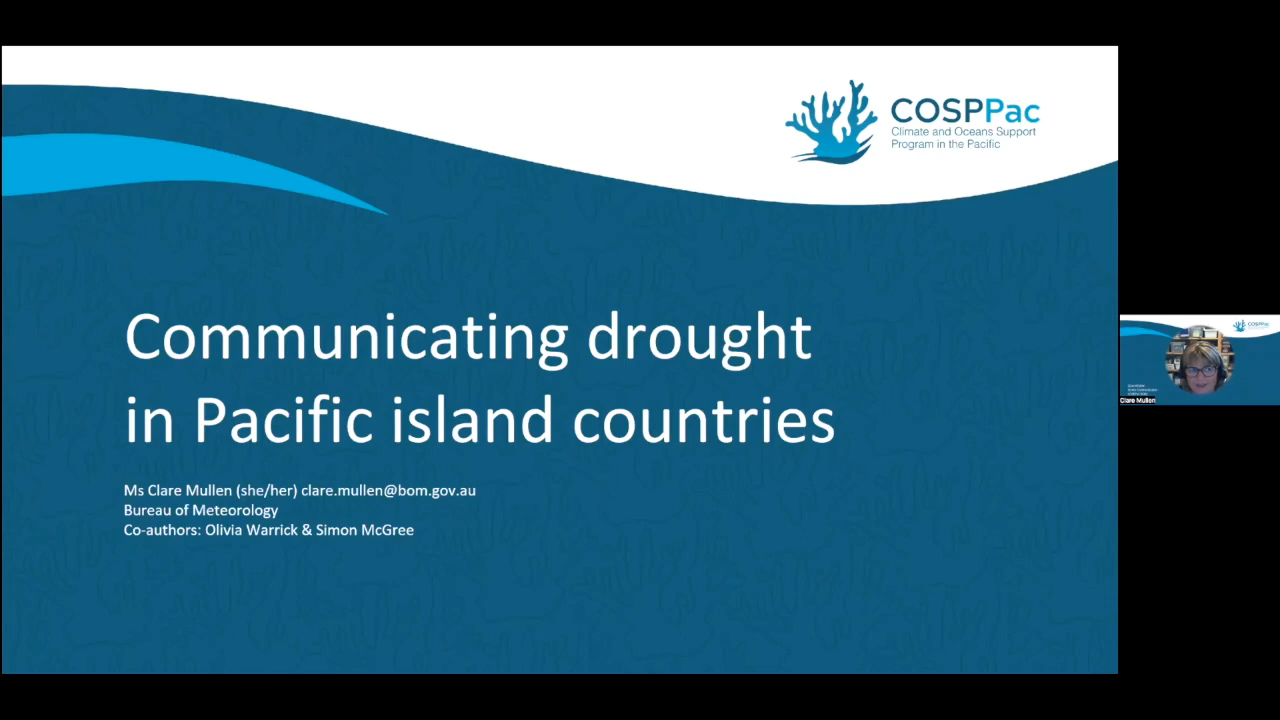 COSPPac
Climate and Oceans Support
Program in the Pacific
Communicating drought
in Pacific island countries
Ms Clare Mullen (she/her) clare.mullen@bom.gov.au
Bureau of Meteorology
Co-authors: Olivia Warrick & Simon McGree
COSPPac
Clare Mullen